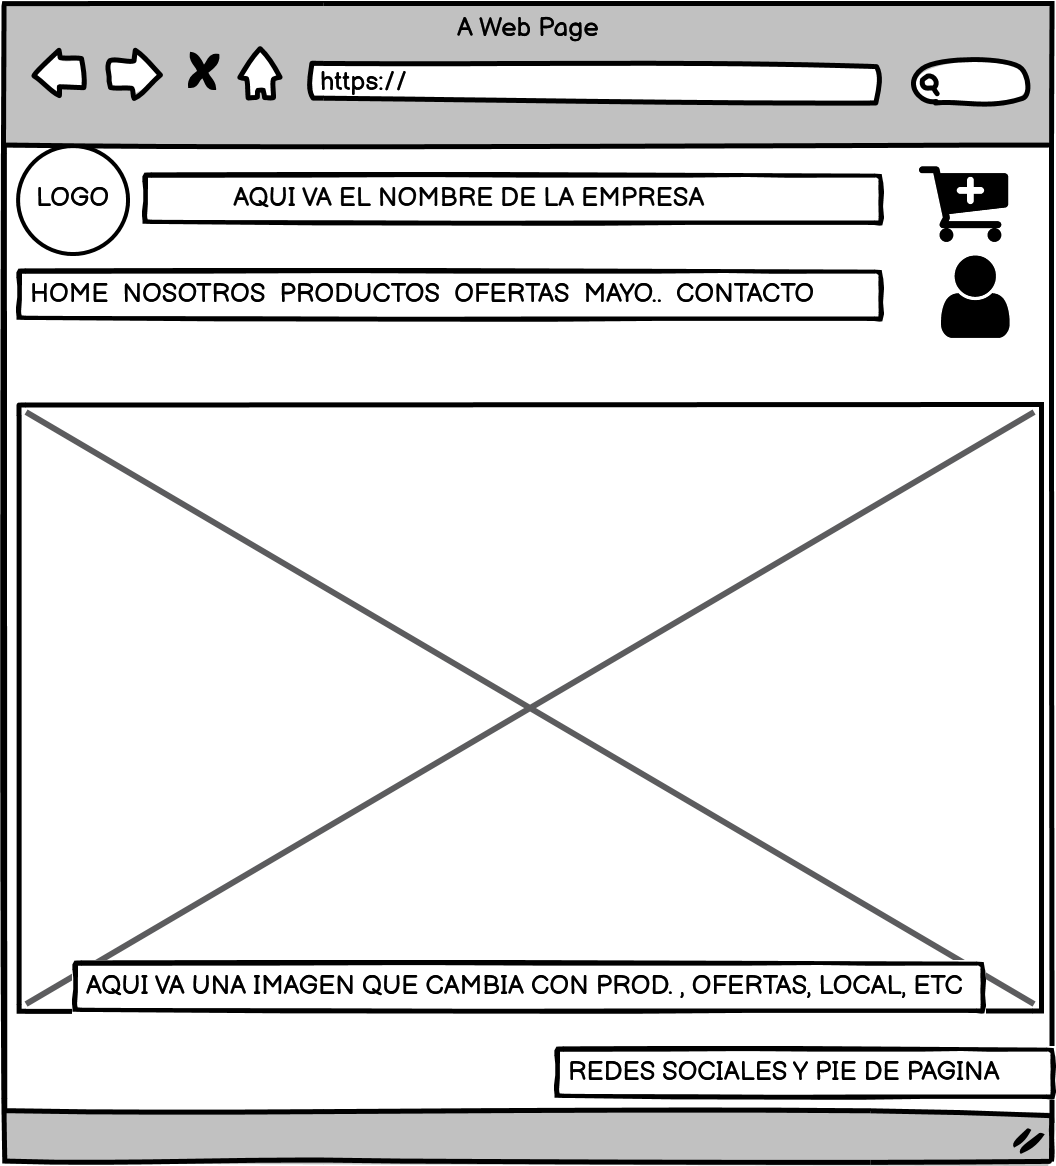 A Web Page
https://
LOGO
AQUI VA EL NOMBRE DE LA EMPRESA
HOME NOSOTROS PRODUCTOS OFERTAS MAYO.. CONTACTO
AQUI VA UNA IMAGEN QUE CAMBIA CON PROD. , OFERTAS, LOCAL, ETC
REDES SOCIALES Y PIE DE PAGINA